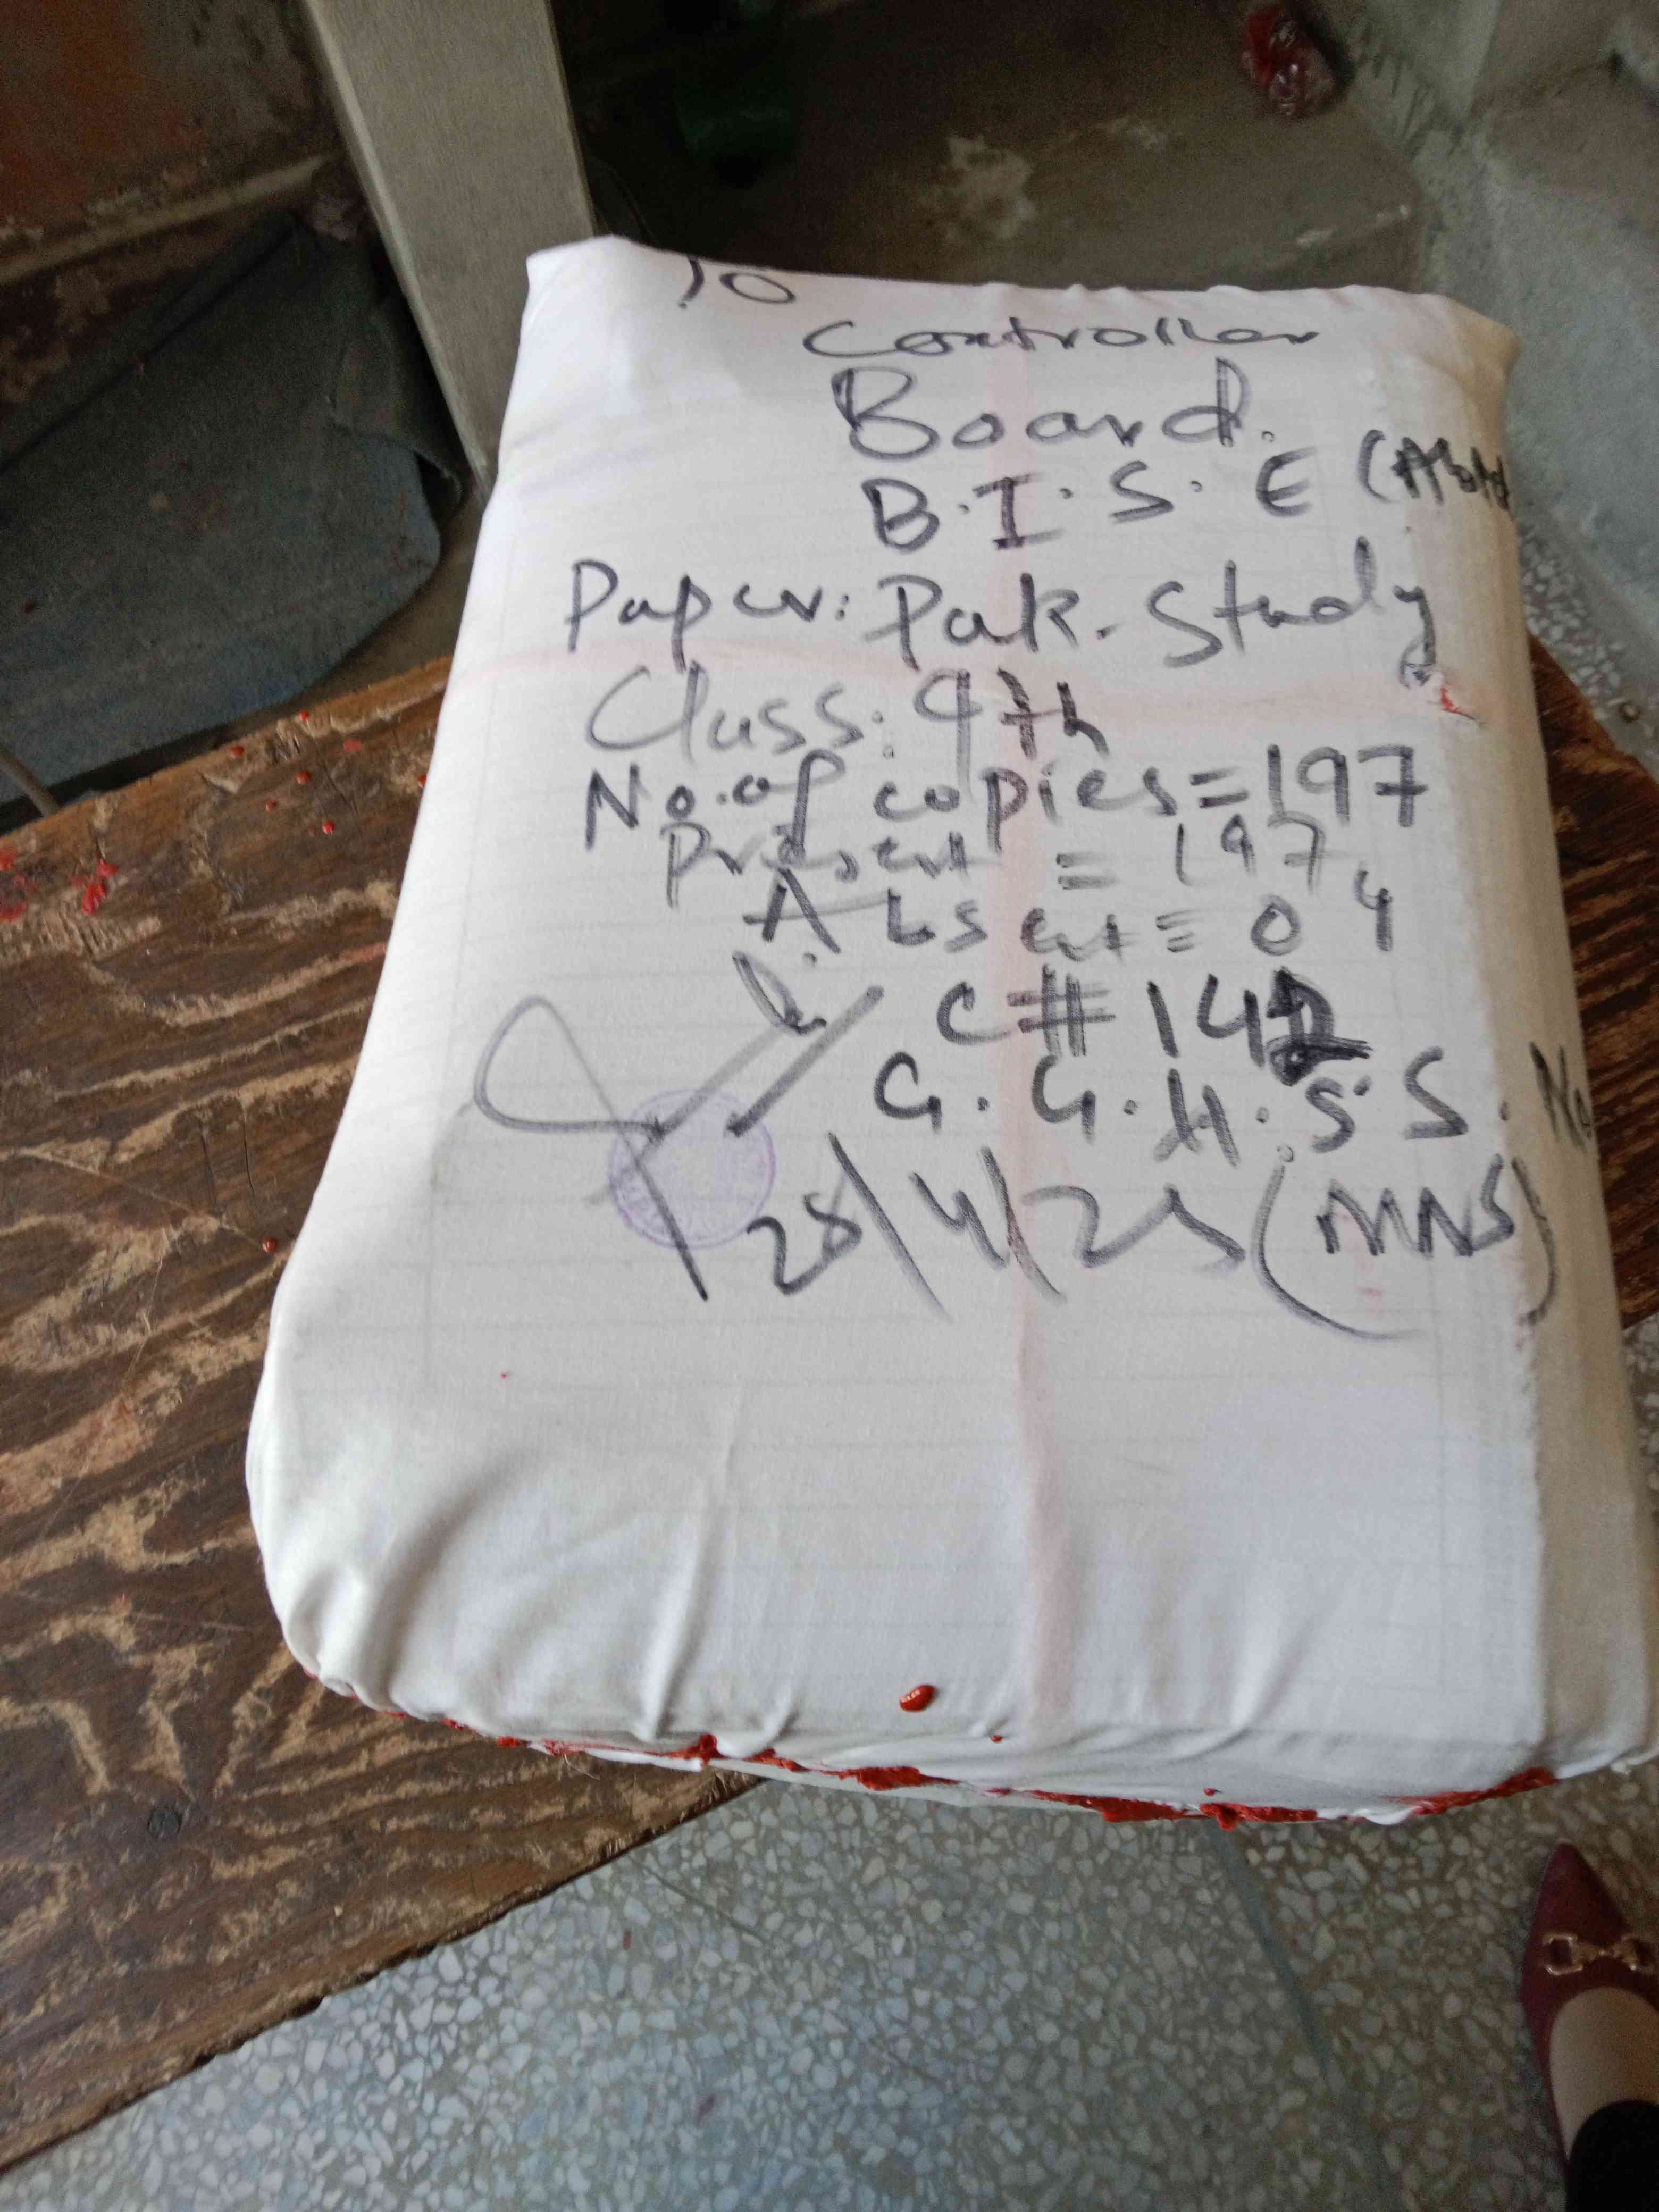 To
Controller
Board.
B.I.S.E
Paper: Pak. Study
Class: 9th
No. of copies = 197
Present = 197
Absent = 04
C# 142
G.G.H.S.S.
28/4/25 (MNS)